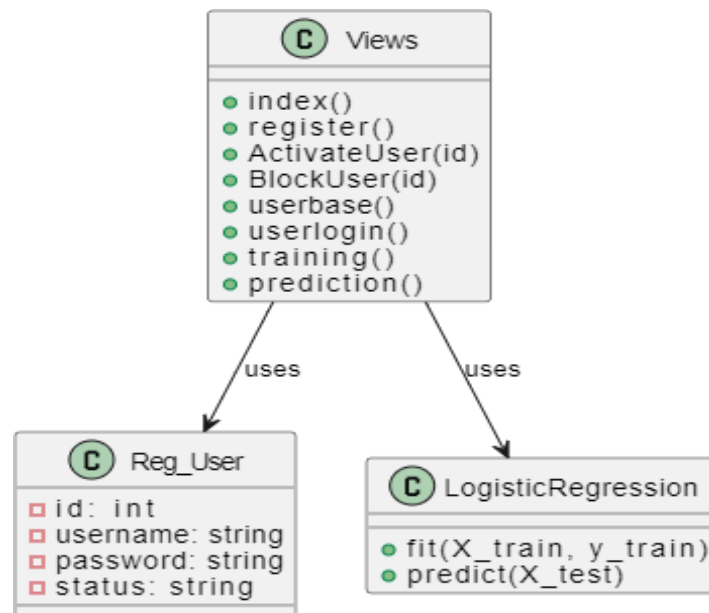 C Views
index()
register()
ActivateUser(id)
BlockUser(id)
userbase()
userlogin()
training()
prediction()
uses
uses
C Reg_User
id: int
username: string
password: string
status: string
C LogisticRegression
fit(X_train, y_train)
predict(X_test)